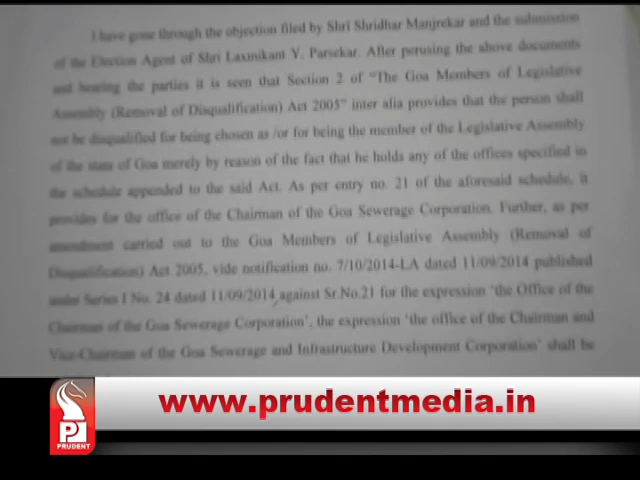 I have gone through the objection filed by Shri Shridhar Manjrekar and the submission
of the Election Agent of Shri Laxmikant Y. Parsekar. After perusing the above documents
and hearing the parties it is seen that Section 2 of "The Goa Members of Legislative
Assembly (Removal of Disqualification) Act 2005" inter alia provides that the person shall
not be disqualified for being chosen as /or for being the member of the Legislative Assembly
of the state of Goa merely by reason of the fact that he holds any of the offices specified in
the schedule appended to the said Act. As per entry no. 21 of the aforesaid schedule, it
provides for the office of the Chairman of the Goa Sewerage Corporation. Further, as per
amendment carried out to the Goa Members of Legislative Assembly (Removal of
Disqualification) Act 2005, vide notification no. 7/10/2014-LA dated 11/09/2014 published
under Series I No. 24 dated 11/09/2014 against Sr.No.21 for the expression 'the Office of the
Chairman of the Goa Sewerage Corporation', the expression 'the office of the Chairman and
Vice-Chairman of the Goa Sewerage and Infrastructure Development Corporation' shall be
www.prudentmedia.in
P
PRUDENT